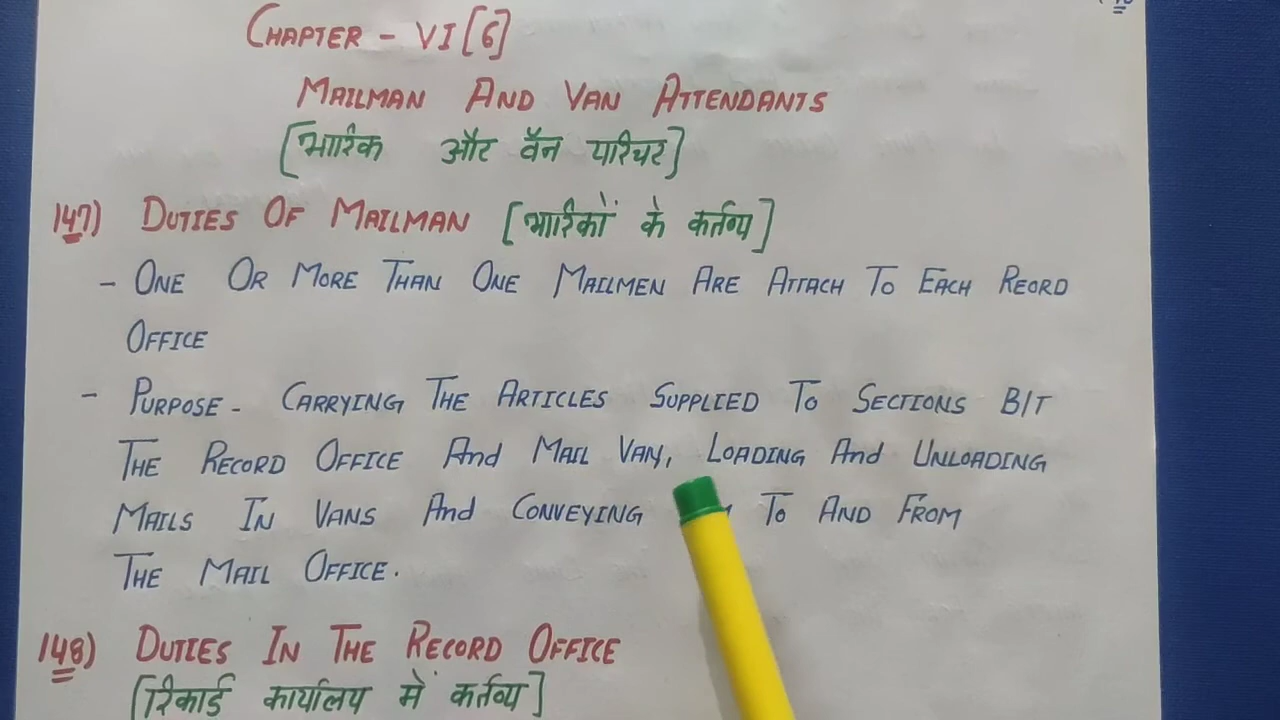 CHAPTER - VI [6]
MAILMAN AND VAN ATTENDANTS
[भारिक और वॅन परिचर]
147) DUTIES OF MAILMAN [भारिकों के कर्तव्य]
- ONE OR MORE THAN ONE MAILMEN ARE ATTACH TO EACH REORD
OFFICE
- PURPOSE - CARRYING THE ARTICLES SUPPLIED TO SECTIONS B/T
THE RECORD OFFICE And MAIL VAN, LOADING And UNLOADING
MAILS IN VANS And CONVEYING TO AND FROM
THE MAIL OFFICE.
148) DUTIES IN THE RECORD OFFICE
[रिकार्ड कार्यालय में कर्तव्य]